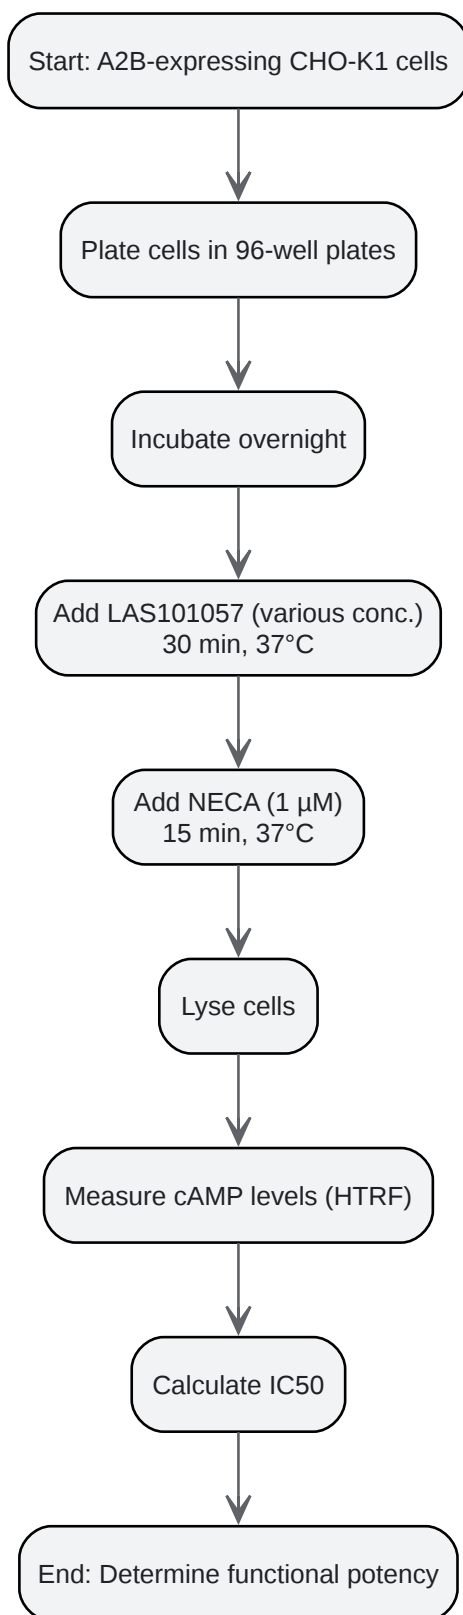 Start: A2B-expressing CHO-K1 cells
Plate cells in 96-well plates
Incubate overnight
Add LAS101057 (various conc.)
30 min, 37°C
Add NECA (1 µM)
15 min, 37°C
Lyse cells
Measure cAMP levels (HTRF)
Calculate IC50
End: Determine functional potency